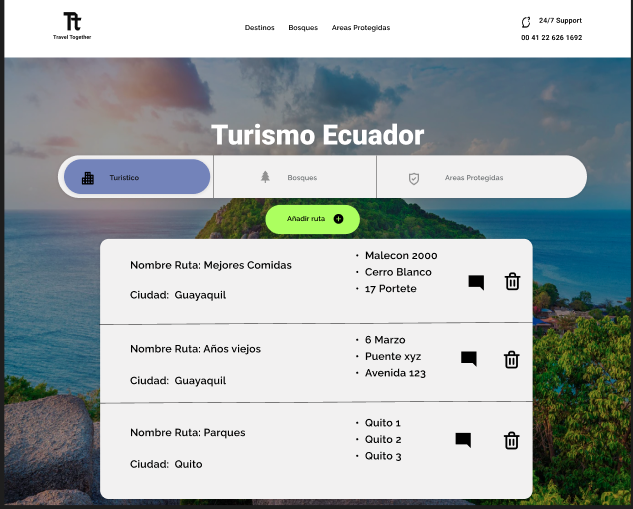 Tt
Travel Together
Destinos Bosques Areas Protegidas
24/7 Support
00 41 22 626 1692
Turismo Ecuador
Turistico
Bosques
Areas Protegidas
Añadir ruta
Nombre Ruta: Mejores Comidas
Ciudad: Guayaquil
• Malecon 2000
• Cerro Blanco
• 17 Portete
Nombre Ruta: Años viejos
Ciudad: Guayaquil
• 6 Marzo
• Puente xyz
• Avenida 123
Nombre Ruta: Parques
Ciudad: Quito
• Quito 1
• Quito 2
• Quito 3